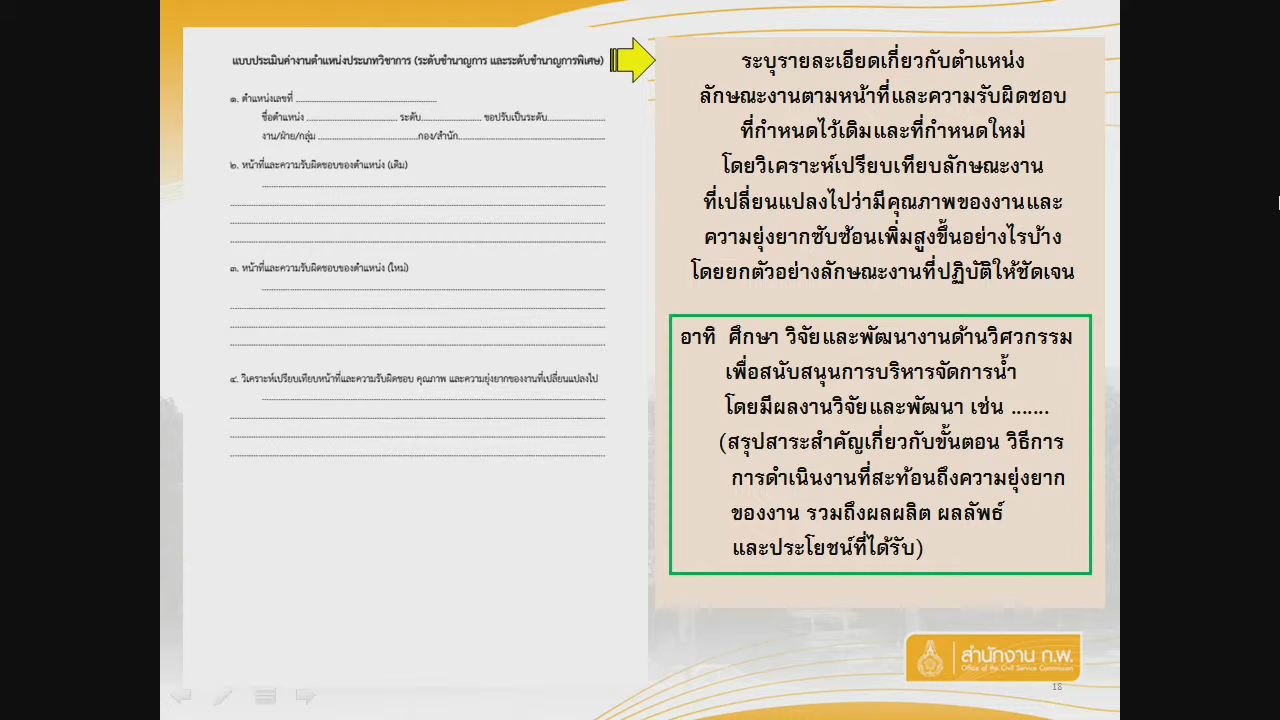 แบบประเมินค่างานตำแหน่งประเภทวิชาการ (ระดับชำนาญการ และระดับชำนาญการพิเศษ)
๑. ตำแหน่งเลขที่ ......................................................
ชื่อตำแหน่ง ................................... ระดับ........................ ขอปรับเป็นระดับ.......................
งาน/ฝ่าย/กลุ่ม .......................................กอง/สำนัก.........................................................
๒. หน้าที่และความรับผิดชอบของตำแหน่ง (เดิม)
๓. หน้าที่และความรับผิดชอบของตำแหน่ง (ใหม่)
๔. วิเคราะห์เปรียบเทียบหน้าที่และความรับผิดชอบ คุณภาพ และความยุ่งยากของงานที่เปลี่ยนแปลงไป
ระบุรายละเอียดเกี่ยวกับตำแหน่ง
ลักษณะงานตามหน้าที่และความรับผิดชอบ
ที่กำหนดไว้เดิมและที่กำหนดใหม่
โดยวิเคราะห์เปรียบเทียบลักษณะงาน
ที่เปลี่ยนแปลงไปว่ามีคุณภาพของงานและ
ความยุ่งยากซับซ้อนเพิ่มสูงขึ้นอย่างไรบ้าง
โดยยกตัวอย่างลักษณะงานที่ปฏิบัติให้ชัดเจน
อาทิ ศึกษา วิจัยและพัฒนางานด้านวิศวกรรม
เพื่อสนับสนุนการบริหารจัดการน้ำ
โดยมีผลงานวิจัยและพัฒนา เช่น .......
(สรุปสาระสำคัญเกี่ยวกับขั้นตอน วิธีการ
การดำเนินงานที่สะท้อนถึงความยุ่งยาก
ของงาน รวมถึงผลผลิต ผลลัพธ์
และประโยชน์ที่ได้รับ)
สำนักงาน ก.พ.
Office of the Civil Service Commission
18